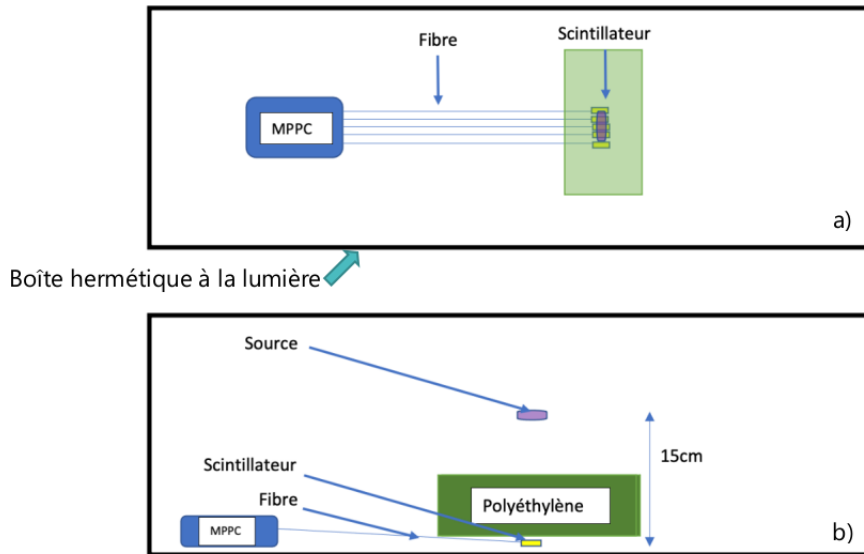 Fibre
Scintillateur
MPPC
a)
Boîte hermétique à la lumière
Source
15cm
Scintillateur
Polyéthylène
Fibre
MPPC
b)